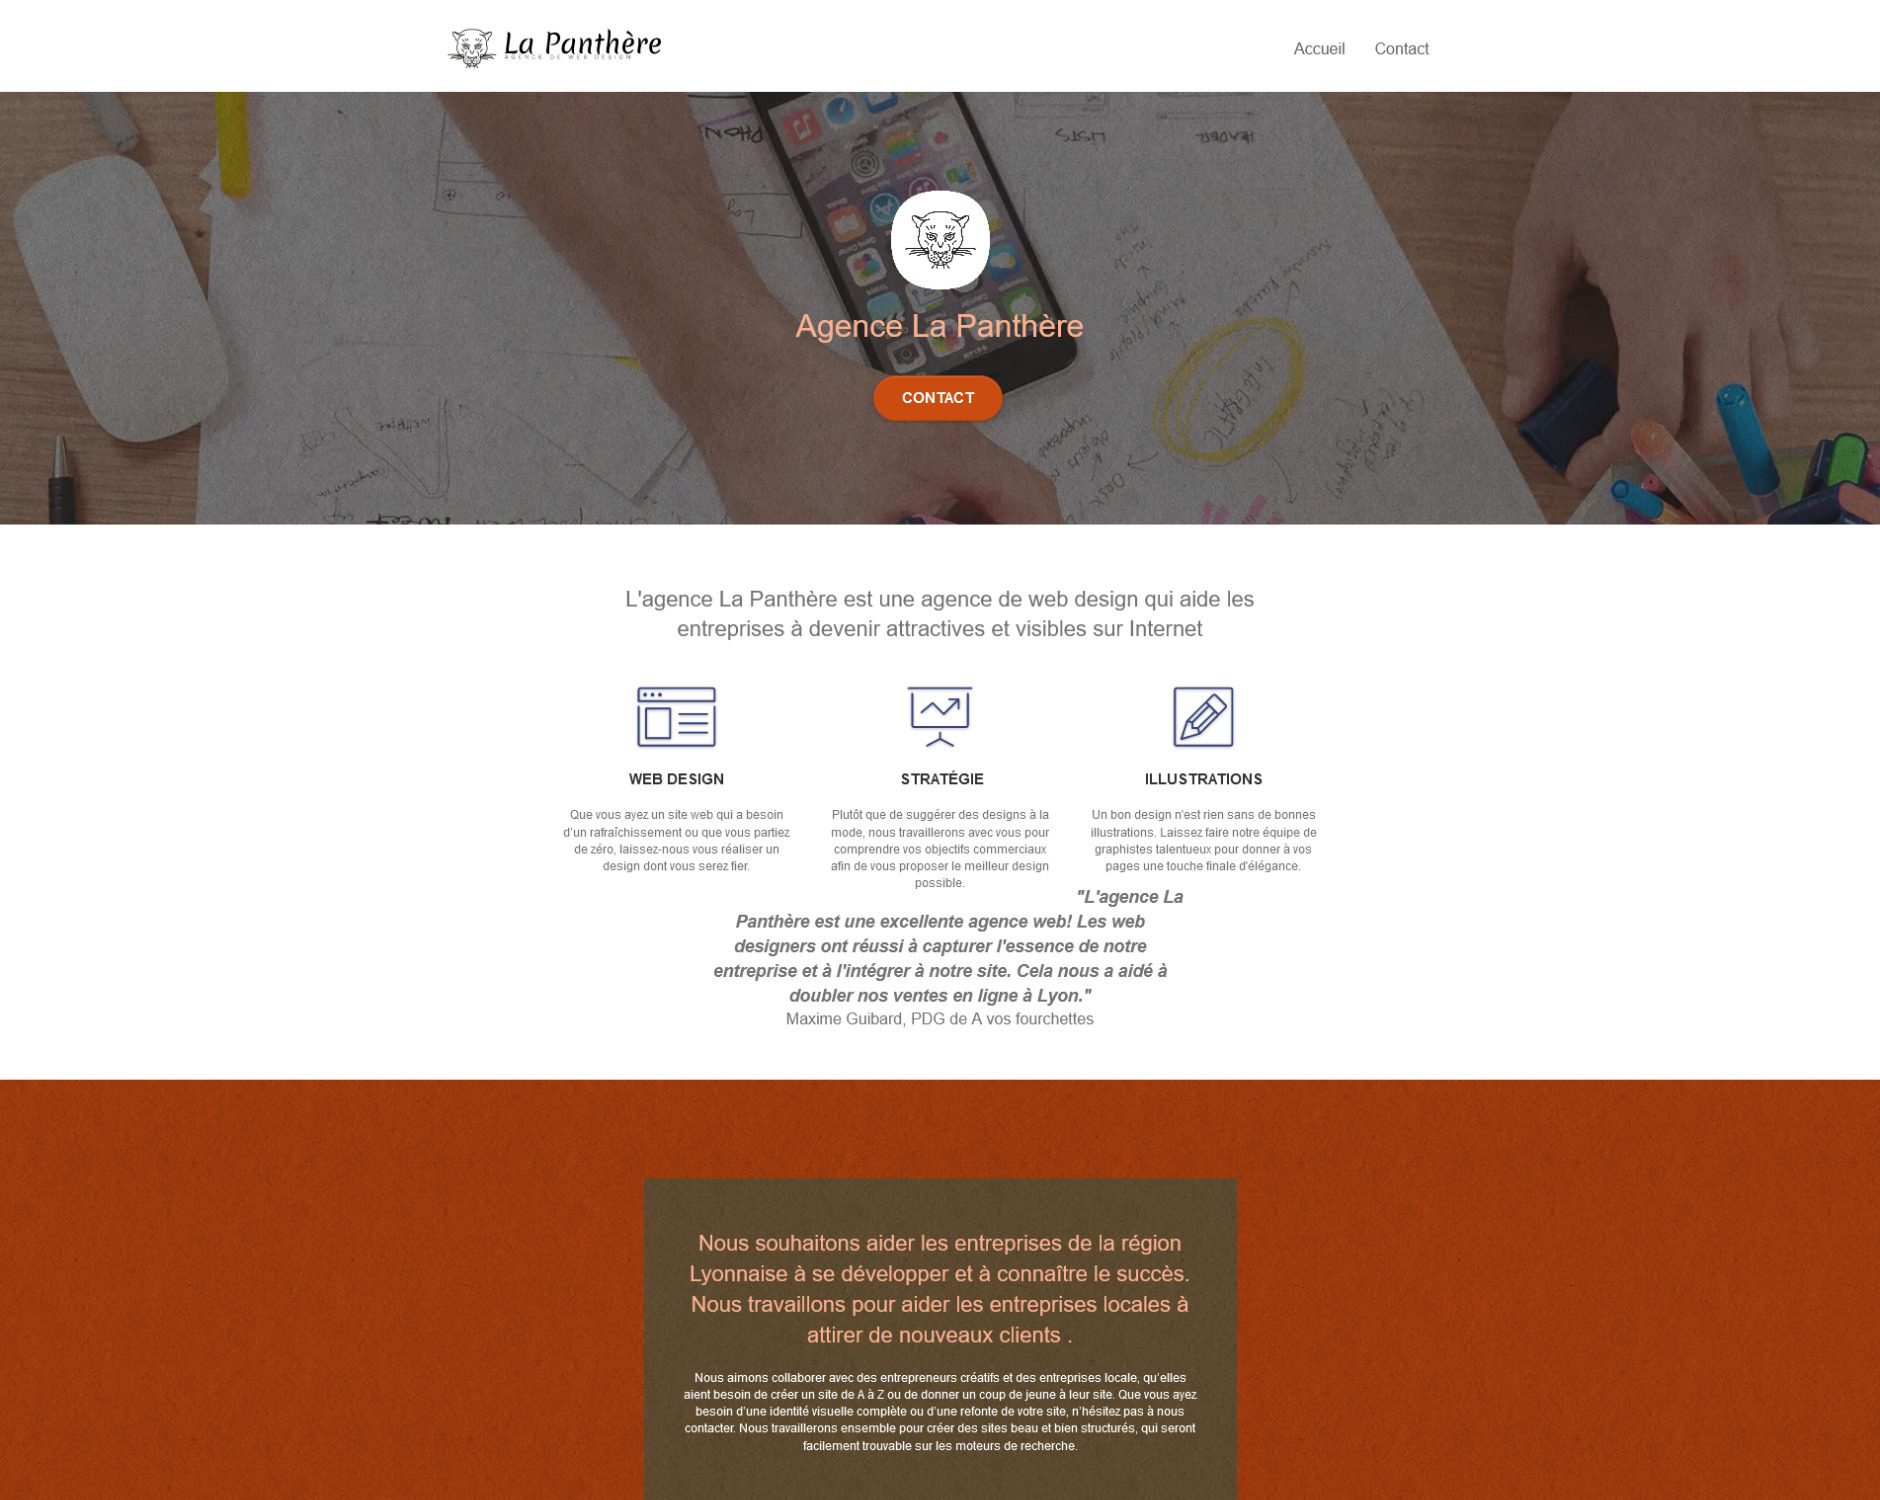 La Panthère
AGENCE DE WEB DESIGN
Accueil
Contact
LISTS
HEADER
INFOGRAPHIC
Agence La Panthère
CONTACT
L'agence La Panthère est une agence de web design qui aide les
entreprises à devenir attractives et visibles sur Internet
WEB DESIGN
Que vous ayez un site web qui a besoin
d’un rafraîchissement ou que vous partiez
de zéro, laissez-nous vous réaliser un
design dont vous serez fier.
STRATÉGIE
Plutôt que de suggérer des designs à la
mode, nous travaillerons avec vous pour
comprendre vos objectifs commerciaux
afin de vous proposer le meilleur design
possible.
ILLUSTRATIONS
Un bon design n'est rien sans de bonnes
illustrations. Laissez faire notre équipe de
graphistes talentueux pour donner à vos
pages une touche finale d'élégance.
"L'agence La
Panthère est une excellente agence web! Les web
designers ont réussi à capturer l'essence de notre
entreprise et à l'intégrer à notre site. Cela nous a aidé à
doubler nos ventes en ligne à Lyon."
Maxime Guibard, PDG de A vos fourchettes
Nous souhaitons aider les entreprises de la région
Lyonnaise à se développer et à connaître le succès.
Nous travaillons pour aider les entreprises locales à
attirer de nouveaux clients .
Nous aimons collaborer avec des entrepreneurs créatifs et des entreprises locale, qu’elles
aient besoin de créer un site de A à Z ou de donner un coup de jeune à leur site. Que vous ayez
besoin d’une identité visuelle complète ou d’une refonte de votre site, n’hésitez pas à nous
contacter. Nous travaillerons ensemble pour créer des sites beau et bien structurés, qui seront
facilement trouvable sur les moteurs de recherche.